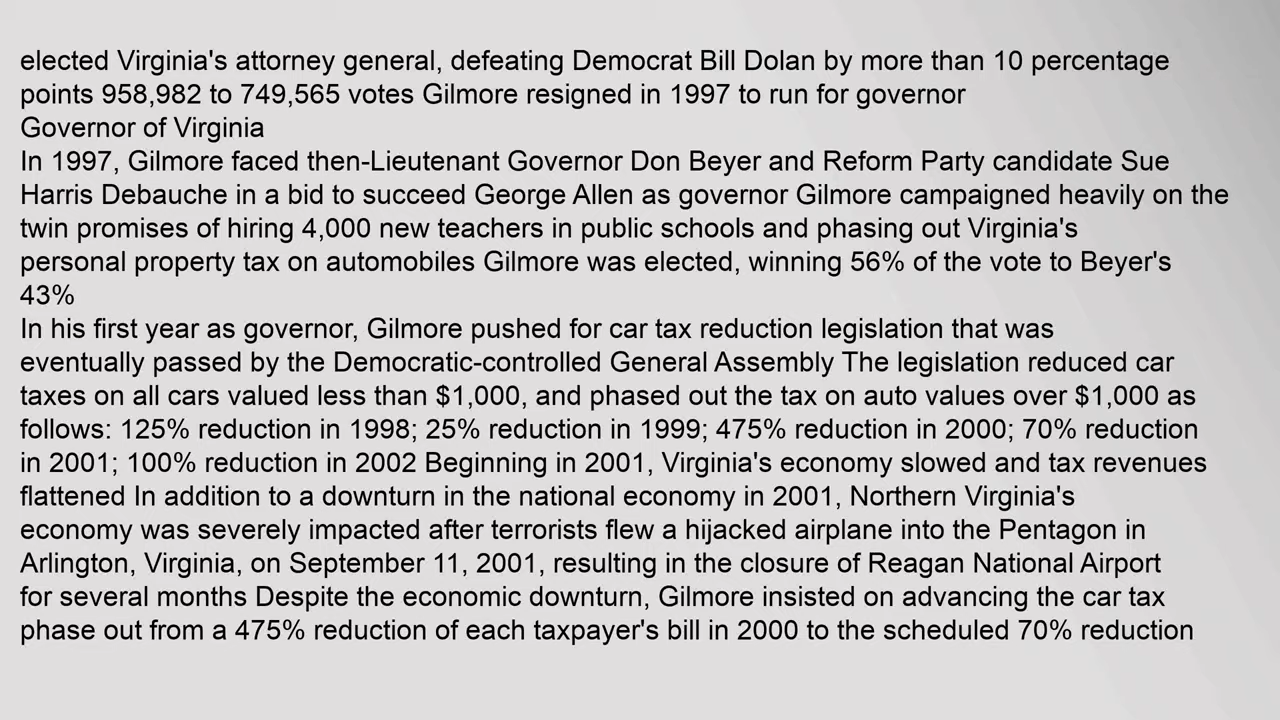 elected Virginia's attorney general, defeating Democrat Bill Dolan by more than 10 percentage
points 958,982 to 749,565 votes Gilmore resigned in 1997 to run for governor
Governor of Virginia
In 1997, Gilmore faced then-Lieutenant Governor Don Beyer and Reform Party candidate Sue
Harris Debauche in a bid to succeed George Allen as governor Gilmore campaigned heavily on the
twin promises of hiring 4,000 new teachers in public schools and phasing out Virginia's
personal property tax on automobiles Gilmore was elected, winning 56% of the vote to Beyer's
43%
In his first year as governor, Gilmore pushed for car tax reduction legislation that was
eventually passed by the Democratic-controlled General Assembly The legislation reduced car
taxes on all cars valued less than $1,000, and phased out the tax on auto values over $1,000 as
follows: 125% reduction in 1998; 25% reduction in 1999; 475% reduction in 2000; 70% reduction
in 2001; 100% reduction in 2002 Beginning in 2001, Virginia's economy slowed and tax revenues
flattened In addition to a downturn in the national economy in 2001, Northern Virginia's
economy was severely impacted after terrorists flew a hijacked airplane into the Pentagon in
Arlington, Virginia, on September 11, 2001, resulting in the closure of Reagan National Airport
for several months Despite the economic downturn, Gilmore insisted on advancing the car tax
phase out from a 475% reduction of each taxpayer's bill in 2000 to the scheduled 70% reduction